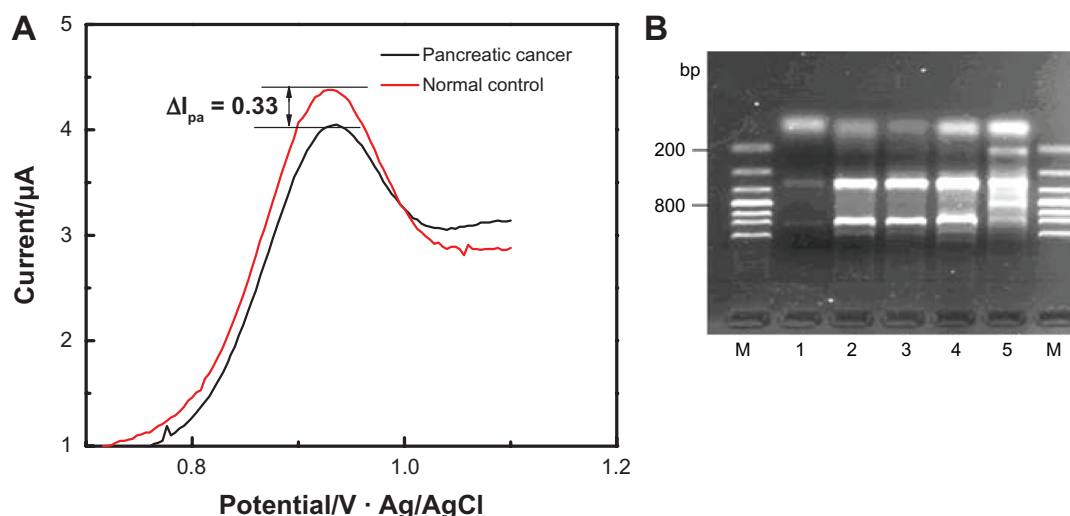 A
5
4
3
2
1
Current/µA
Pancreatic cancer
Normal control
ΔIpa = 0.33
0.8
1.0
1.2
Potential/V · Ag/AgCl
B
bp
200
800
M 1 2 3 4 5 M